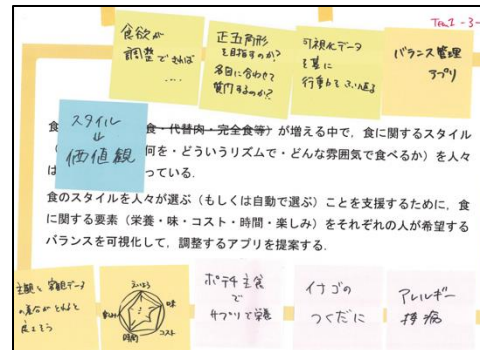 Team2-3-
食欲が
調整できれば
....
正五角形
を目指すのか?
各自に合わせて
質問するのか?
可視化データ
を基に
行動をふり返る
バランス管理
アプリ
スタイル
⇓
価値観
食
食・代替肉・完全食等)が増える中で,食に関するスタイル
何を・どういうリズムで・どんな雰囲気で食べるか)を人々
は
っている.
食のスタイルを人々が選ぶ(もしくは自動で選ぶ)ことを支援するために,食
に関する要素(栄養・味・コスト・時間・楽しみ)をそれぞれの人が希望する
バランスを可視化して,調整するアプリを提案する.
主観と客観データ
の差分がとれると
良さそう
えいよう
味
コスト
時間
ポテチ主食
で
サプリで栄養
イナゴの
つくだに
アレルギー
持病